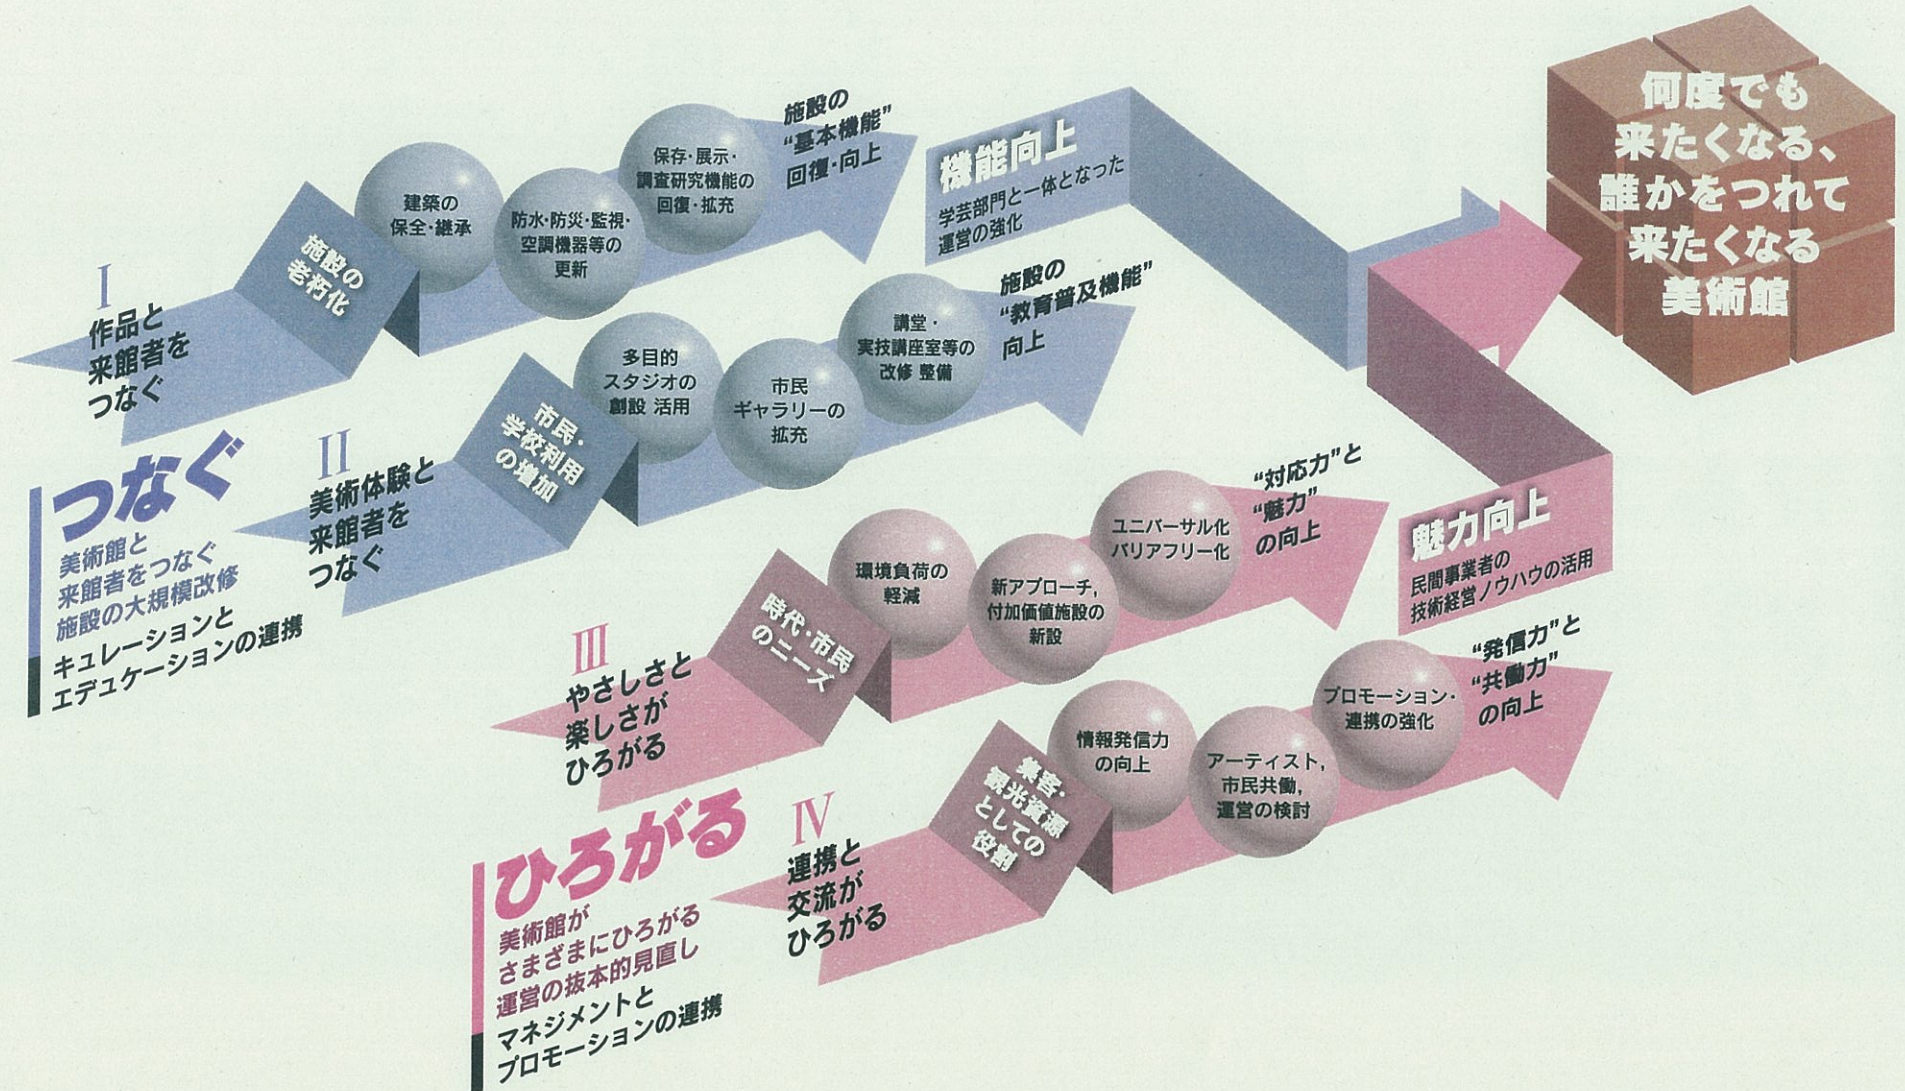 I
作品と
来館者を
つなぐ
施設の
老朽化
建築の
保全・継承
防水・防災・監視・
空調機器等の
更新
保存・展示・
調査研究機能の
回復・拡充
施設の
“基本機能”
回復・向上
機能向上
学芸部門と一体となった
運営の強化
つなぐ
美術館と
来館者をつなぐ
施設の大規模改修
キュレーションと
エデュケーションの連携
II
美術体験と
来館者を
つなぐ
市民・
学校利用
の増加
多目的
スタジオの
創設 活用
市民
ギャラリーの
拡充
講堂・
実技講座室等の
改修 整備
施設の
“教育普及機能”
向上
III
やさしさと
楽しさが
ひろがる
時代・市民
のニーズ
環境負荷の
軽減
新アプローチ,
付加価値施設の
新設
ユニバーサル化
バリアフリー化
“対応力”と
“魅力”
の向上
魅力向上
民間事業者の
技術経営ノウハウの活用
ひろがる
美術館が
さまざまにひろがる
運営の抜本的見直し
マネジメントと
プロモーションの連携
IV
連携と
交流が
ひろがる
集客・
観光資源
としての
役割
情報発信力
の向上
アーティスト,
市民共働,
運営の検討
プロモーション・
連携の強化
“発信力”と
“共働力”
の向上
何度でも
来たくなる、
誰かをつれて
来たくなる
美術館